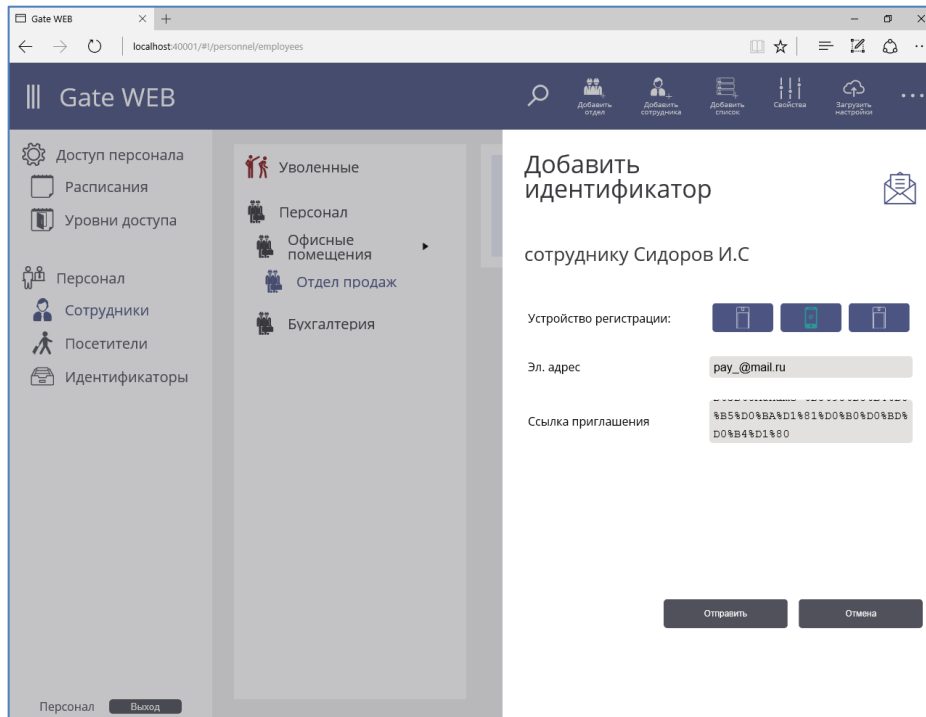 Gate WEB
localhost:40001/#!/personnel/employees
Gate WEB
Добавить отдел
Добавить сотрудника
Добавить список
Свойства
Загрузить настройки
Доступ персонала
Расписания
Уровни доступа
Персонал
Сотрудники
Посетители
Идентификаторы
Персонал
Выход
Уволенные
Персонал
Офисные
помещения
Отдел продаж
Бухгалтерия
Добавить
идентификатор
сотруднику Сидоров И.С
Устройство регистрации:
Эл. адрес
pay_@mail.ru
Ссылка приглашения
%B5%D0%BA%D1%81%D0%B0%D0%BD%
D0%B4%D1%80
Отправить
Отмена